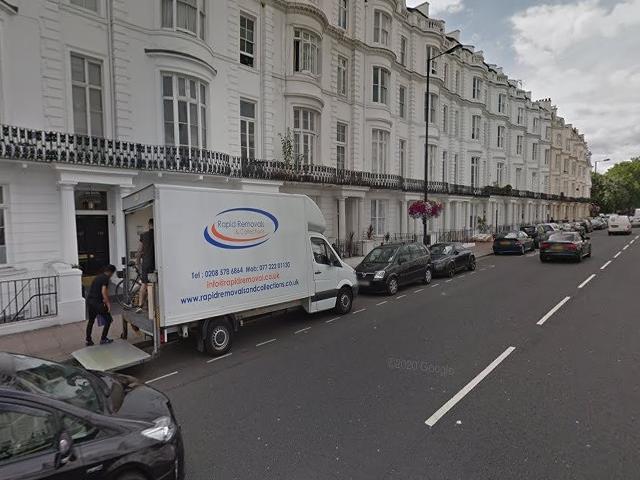 Rapid Removals
& Collections
Tel : 0208 578 6864 Mob: 077 222 01130
info@rapidremoval.co.uk
www.rapidremovalsandcollections.co.uk
©2020 Google